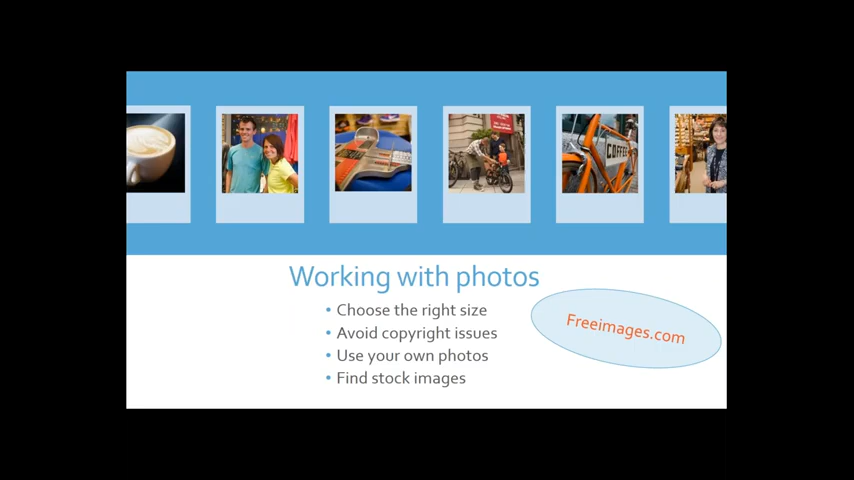 COFFEE
Working with photos
• Choose the right size
• Avoid copyright issues
• Use your own photos
• Find stock images
Freeimages.com